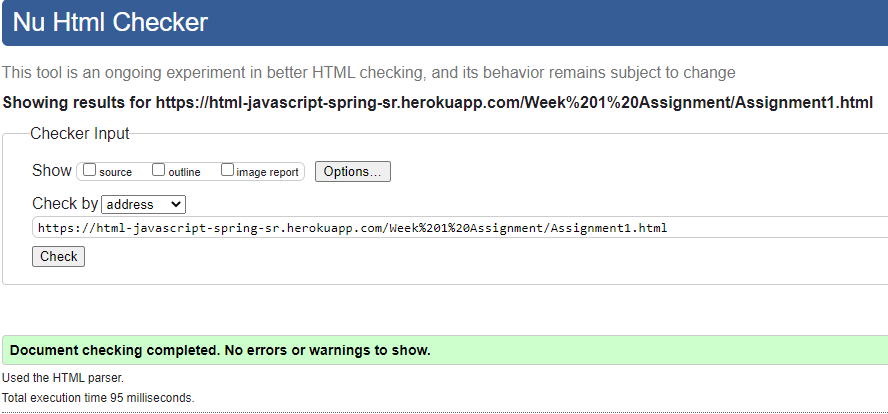 Nu Html Checker
This tool is an ongoing experiment in better HTML checking, and its behavior remains subject to change
Showing results for https://html-javascript-spring-sr.herokuapp.com/Week%201%20Assignment/Assignment1.html
Checker Input
Show source outline image report Options...
Check by address
https://html-javascript-spring-sr.herokuapp.com/Week%201%20Assignment/Assignment1.html
Check
Document checking completed. No errors or warnings to show.
Used the HTML parser.
Total execution time 95 milliseconds.